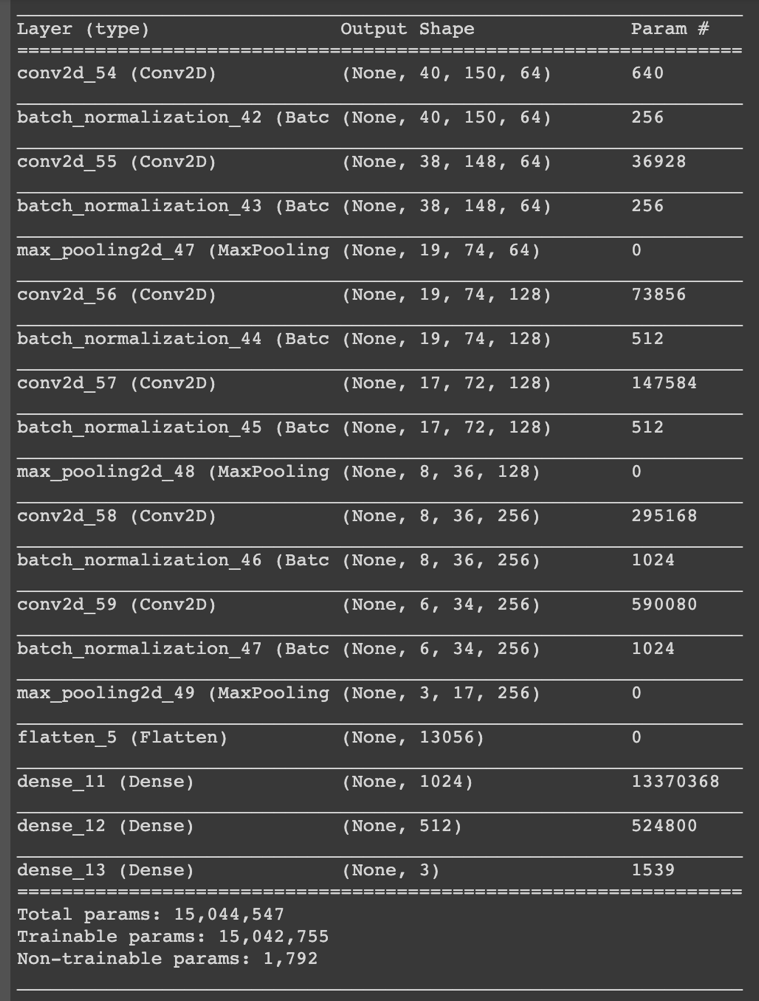 Layer (type) Output Shape Param #
=================================================================
conv2d_54 (Conv2D) (None, 40, 150, 64) 640
batch_normalization_42 (Batc (None, 40, 150, 64) 256
conv2d_55 (Conv2D) (None, 38, 148, 64) 36928
batch_normalization_43 (Batc (None, 38, 148, 64) 256
max_pooling2d_47 (MaxPooling (None, 19, 74, 64) 0
conv2d_56 (Conv2D) (None, 19, 74, 128) 73856
batch_normalization_44 (Batc (None, 19, 74, 128) 512
conv2d_57 (Conv2D) (None, 17, 72, 128) 147584
batch_normalization_45 (Batc (None, 17, 72, 128) 512
max_pooling2d_48 (MaxPooling (None, 8, 36, 128) 0
conv2d_58 (Conv2D) (None, 8, 36, 256) 295168
batch_normalization_46 (Batc (None, 8, 36, 256) 1024
conv2d_59 (Conv2D) (None, 6, 34, 256) 590080
batch_normalization_47 (Batc (None, 6, 34, 256) 1024
max_pooling2d_49 (MaxPooling (None, 3, 17, 256) 0
flatten_5 (Flatten) (None, 13056) 0
dense_11 (Dense) (None, 1024) 13370368
dense_12 (Dense) (None, 512) 524800
dense_13 (Dense) (None, 3) 1539
=================================================================
Total params: 15,044,547
Trainable params: 15,042,755
Non-trainable params: 1,792